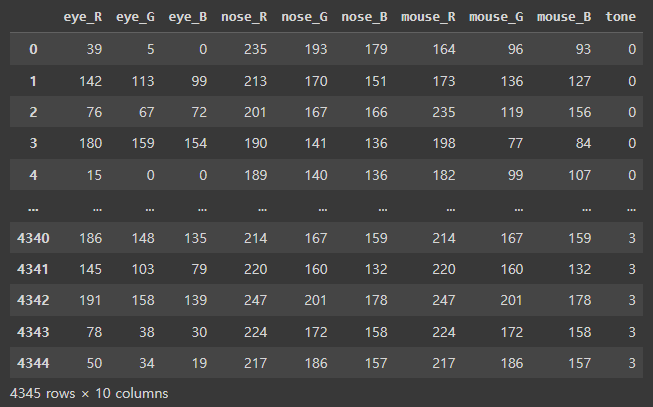 eye_R eye_G eye_B nose_R nose_G nose_B mouse_R mouse_G mouse_B tone
0 39 5 0 235 193 179 164 96 93 0
1 142 113 99 213 170 151 173 136 127 0
2 76 67 72 201 167 166 235 119 156 0
3 180 159 154 190 141 136 198 77 84 0
4 15 0 0 189 140 136 182 99 107 0
... ... ... ... ... ... ... ... ... ... ...
4340 186 148 135 214 167 159 214 167 159 3
4341 145 103 79 220 160 132 220 160 132 3
4342 191 158 139 247 201 178 247 201 178 3
4343 78 38 30 224 172 158 224 172 158 3
4344 50 34 19 217 186 157 217 186 157 3
4345 rows × 10 columns